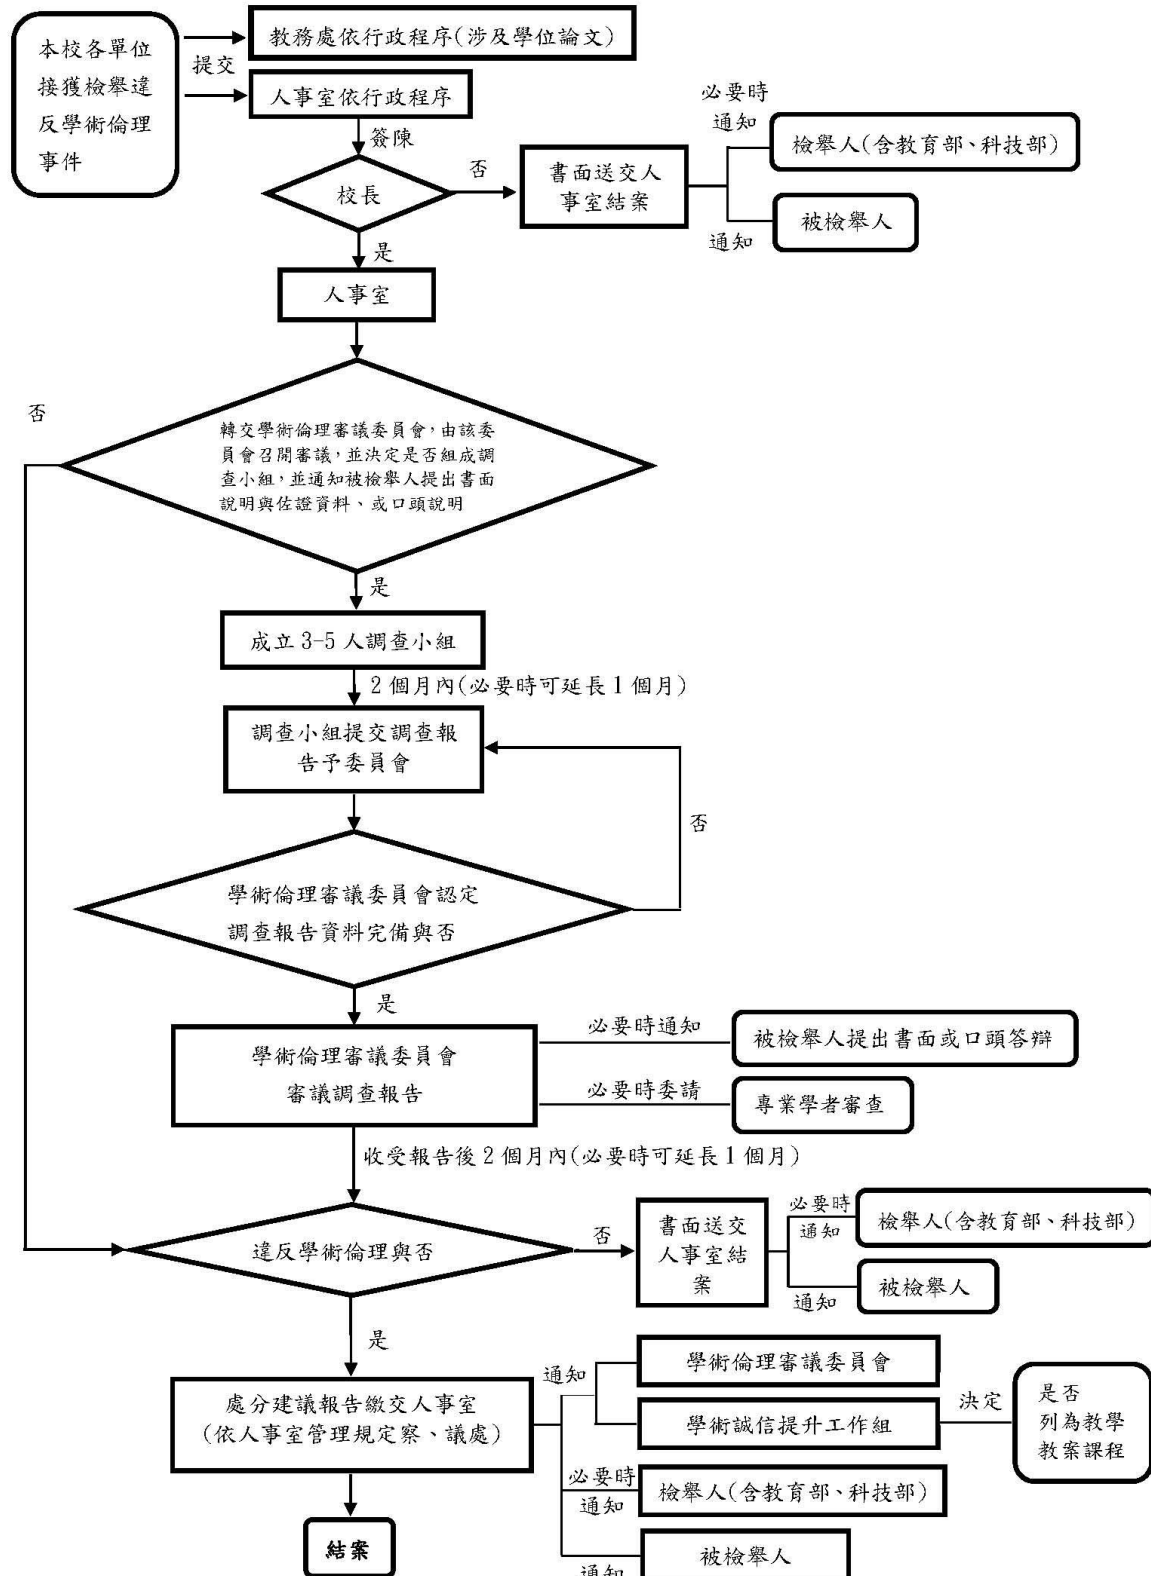 本校各單位
接獲檢舉違
反學術倫理
事件
提交
教務處依行政程序(涉及學位論文)
人事室依行政程序
簽陳
校長
否
書面送交人
事室結案
必要時
通知
檢舉人(含教育部、科技部)
通知
被檢舉人
是
人事室
否
轉交學術倫理審議委員會,由該委
員會召開審議,並決定是否組成調
查小組,並通知被檢舉人提出書面
說明與佐證資料、或口頭說明
是
成立 3-5 人調查小組
2 個月內(必要時可延長 1 個月)
調查小組提交調查報
告予委員會
否
學術倫理審議委員會認定
調查報告資料完備與否
是
學術倫理審議委員會
審議調查報告
必要時通知
被檢舉人提出書面或口頭答辯
必要時委請
專業學者審查
收受報告後 2 個月內(必要時可延長 1 個月)
違反學術倫理與否
否
書面送交
人事室結
案
必要時
通知
檢舉人(含教育部、科技部)
通知
被檢舉人
是
處分建議報告繳交人事室
(依人事室管理規定察、議處)
通知
學術倫理審議委員會
學術誠信提升工作組
決定
是否
列為教學
教案課程
必要時
通知
檢舉人(含教育部、科技部)
通知
被檢舉人
結案